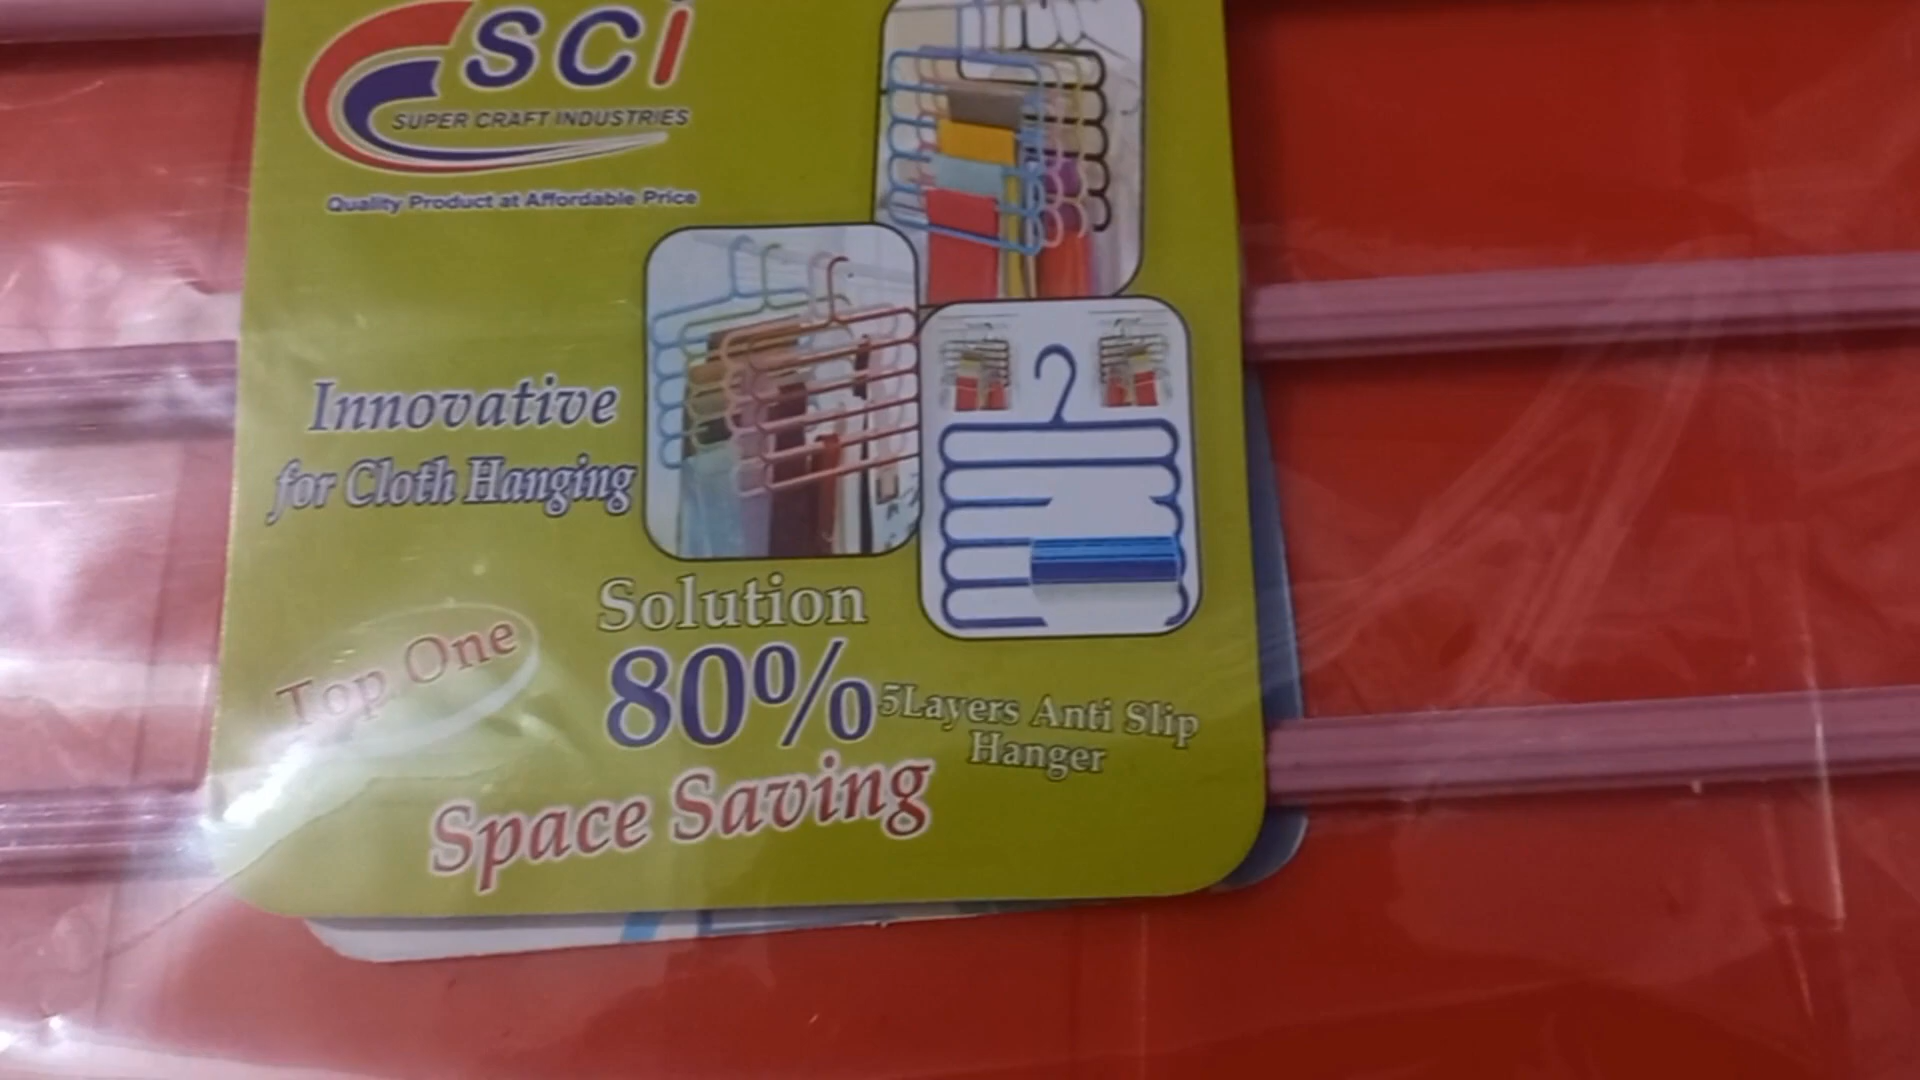 SCi
SUPER CRAFT INDUSTRIES
Quality Product at Affordable Price
Innovative
for Cloth Hanging
Solution
Top One
80%
5Layers Anti Slip
Hanger
Space Saving